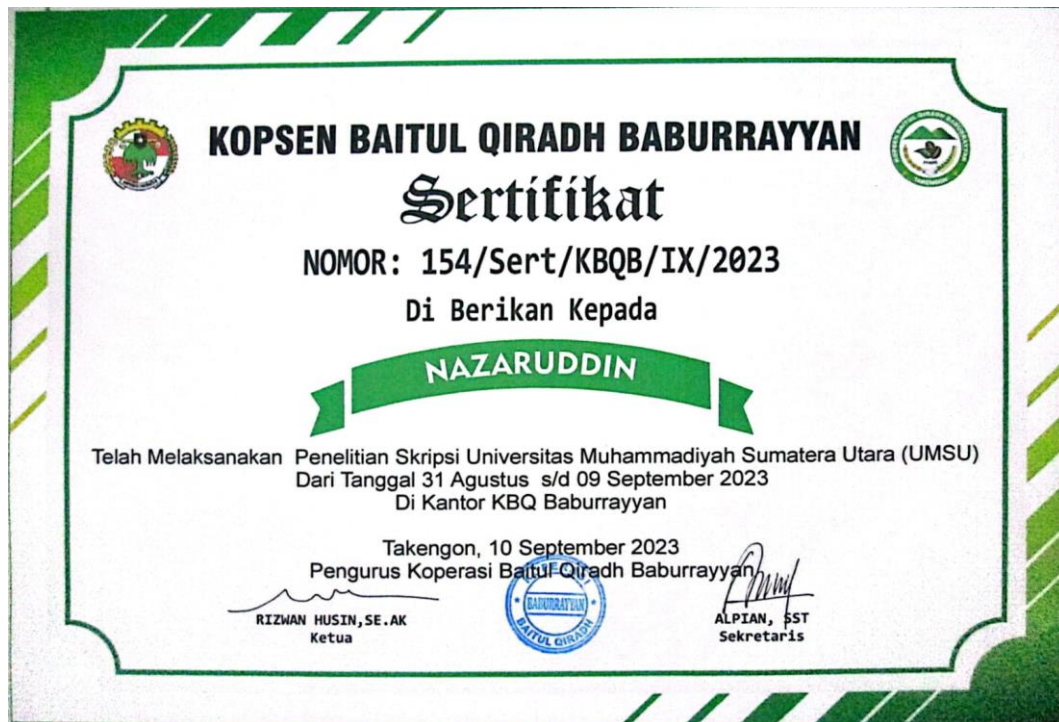 KOPSEN BAITUL QIRADH BABURRAYYAN
Sertifikat
NOMOR: 154/Sert/KBQB/IX/2023
Di Berikan Kepada
NAZARUDDIN
Telah Melaksanakan Penelitian Skripsi Universitas Muhammadiyah Sumatera Utara (UMSU)
Dari Tanggal 31 Agustus s/d 09 September 2023
Di Kantor KBQ Baburrayyan
Takengon, 10 September 2023
Pengurus Koperasi Baitul Qiradh Baburrayyan
BABURRAYYAN
BAITUL QIRADH
RIZWAN HUSIN,SE.AK
Ketua
ALPIAN, SST
Sekretaris